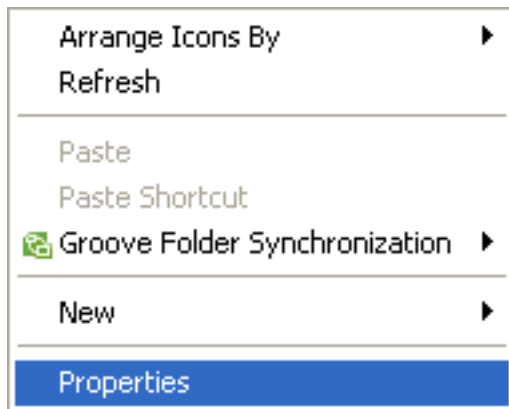 Arrange Icons By
Refresh
Paste
Paste Shortcut
Groove Folder Synchronization
New
Properties